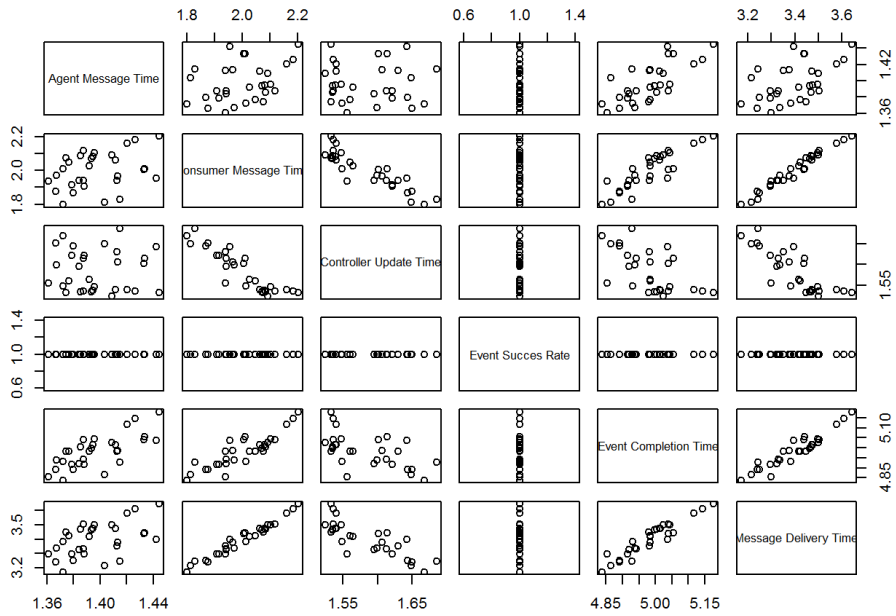 1.8 2.0 2.2 0.6 1.0 1.4 3.2 3.4 3.6
Agent Message Time
1.36 1.42
1.8 2.0 2.2
onsumer Message Tim
Controller Update Time
1.55
0.6 1.0 1.4
Event Succes Rate
Event Completion Time
4.85 5.10
3.2 3.5
Message Delivery Time
1.36 1.40 1.44 1.55 1.65 4.85 5.00 5.15